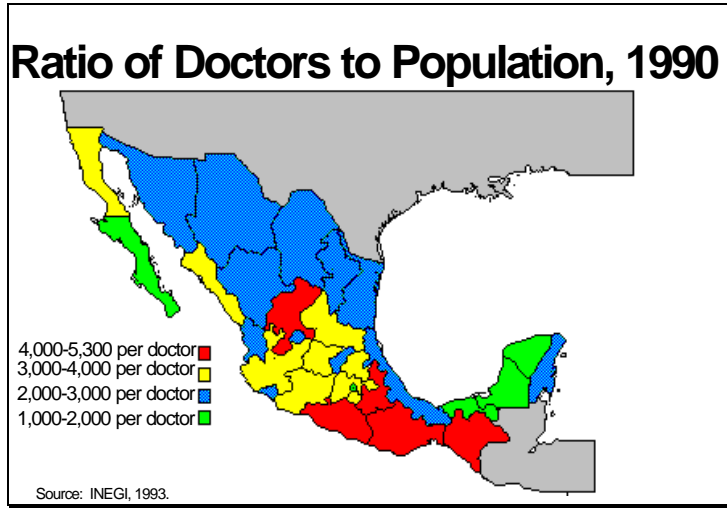 Ratio of Doctors to Population, 1990
4,000-5,300 per doctor
3,000-4,000 per doctor
2,000-3,000 per doctor
1,000-2,000 per doctor
Source: INEGI, 1993.